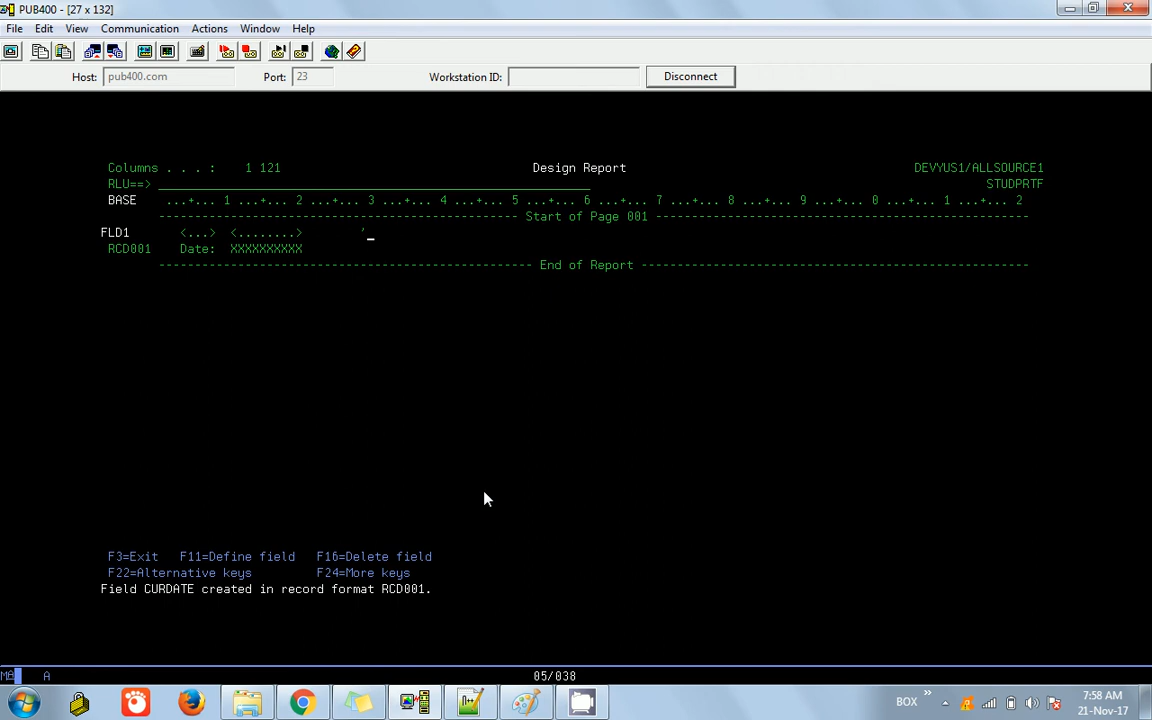 PUB400 - [27 x 132]
File Edit View Communication Actions Window Help
Host: pub400.com Port: 23 Workstation ID: Disconnect
Columns . . . : 1 121 Design Report DEVYUS1/ALLSOURCE1
RLU==> STUDPRTF
BASE ...+... 1 ...+... 2 ...+... 3 ...+... 4 ...+... 5 ...+... 6 ...+... 7 ...+... 8 ...+... 9 ...+... 0 ...+... 1 ...+... 2
Start of Page 001
FLD1 <...> <........> '_
RCD001 Date: XXXXXXXXXX
End of Report
F3=Exit F11=Define field F16=Delete field
F22=Alternative keys F24=More keys
Field CURDATE created in record format RCD001.
A 05/038
BOX 7:58 AM
21-Nov-17